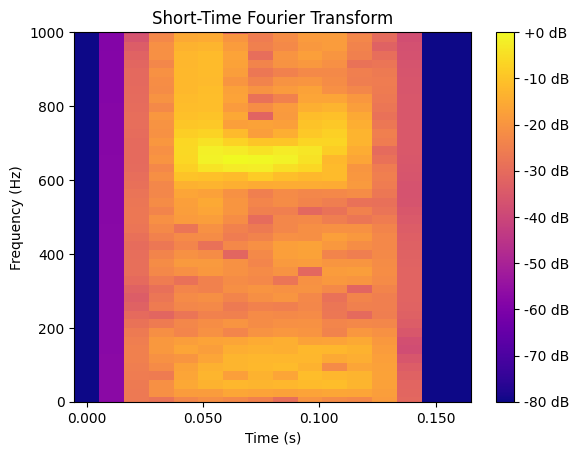 Short-Time Fourier Transform
1000
800
600
400
200
0
Frequency (Hz)
0.000
0.050
0.100
0.150
Time (s)
+0 dB
-10 dB
-20 dB
-30 dB
-40 dB
-50 dB
-60 dB
-70 dB
-80 dB